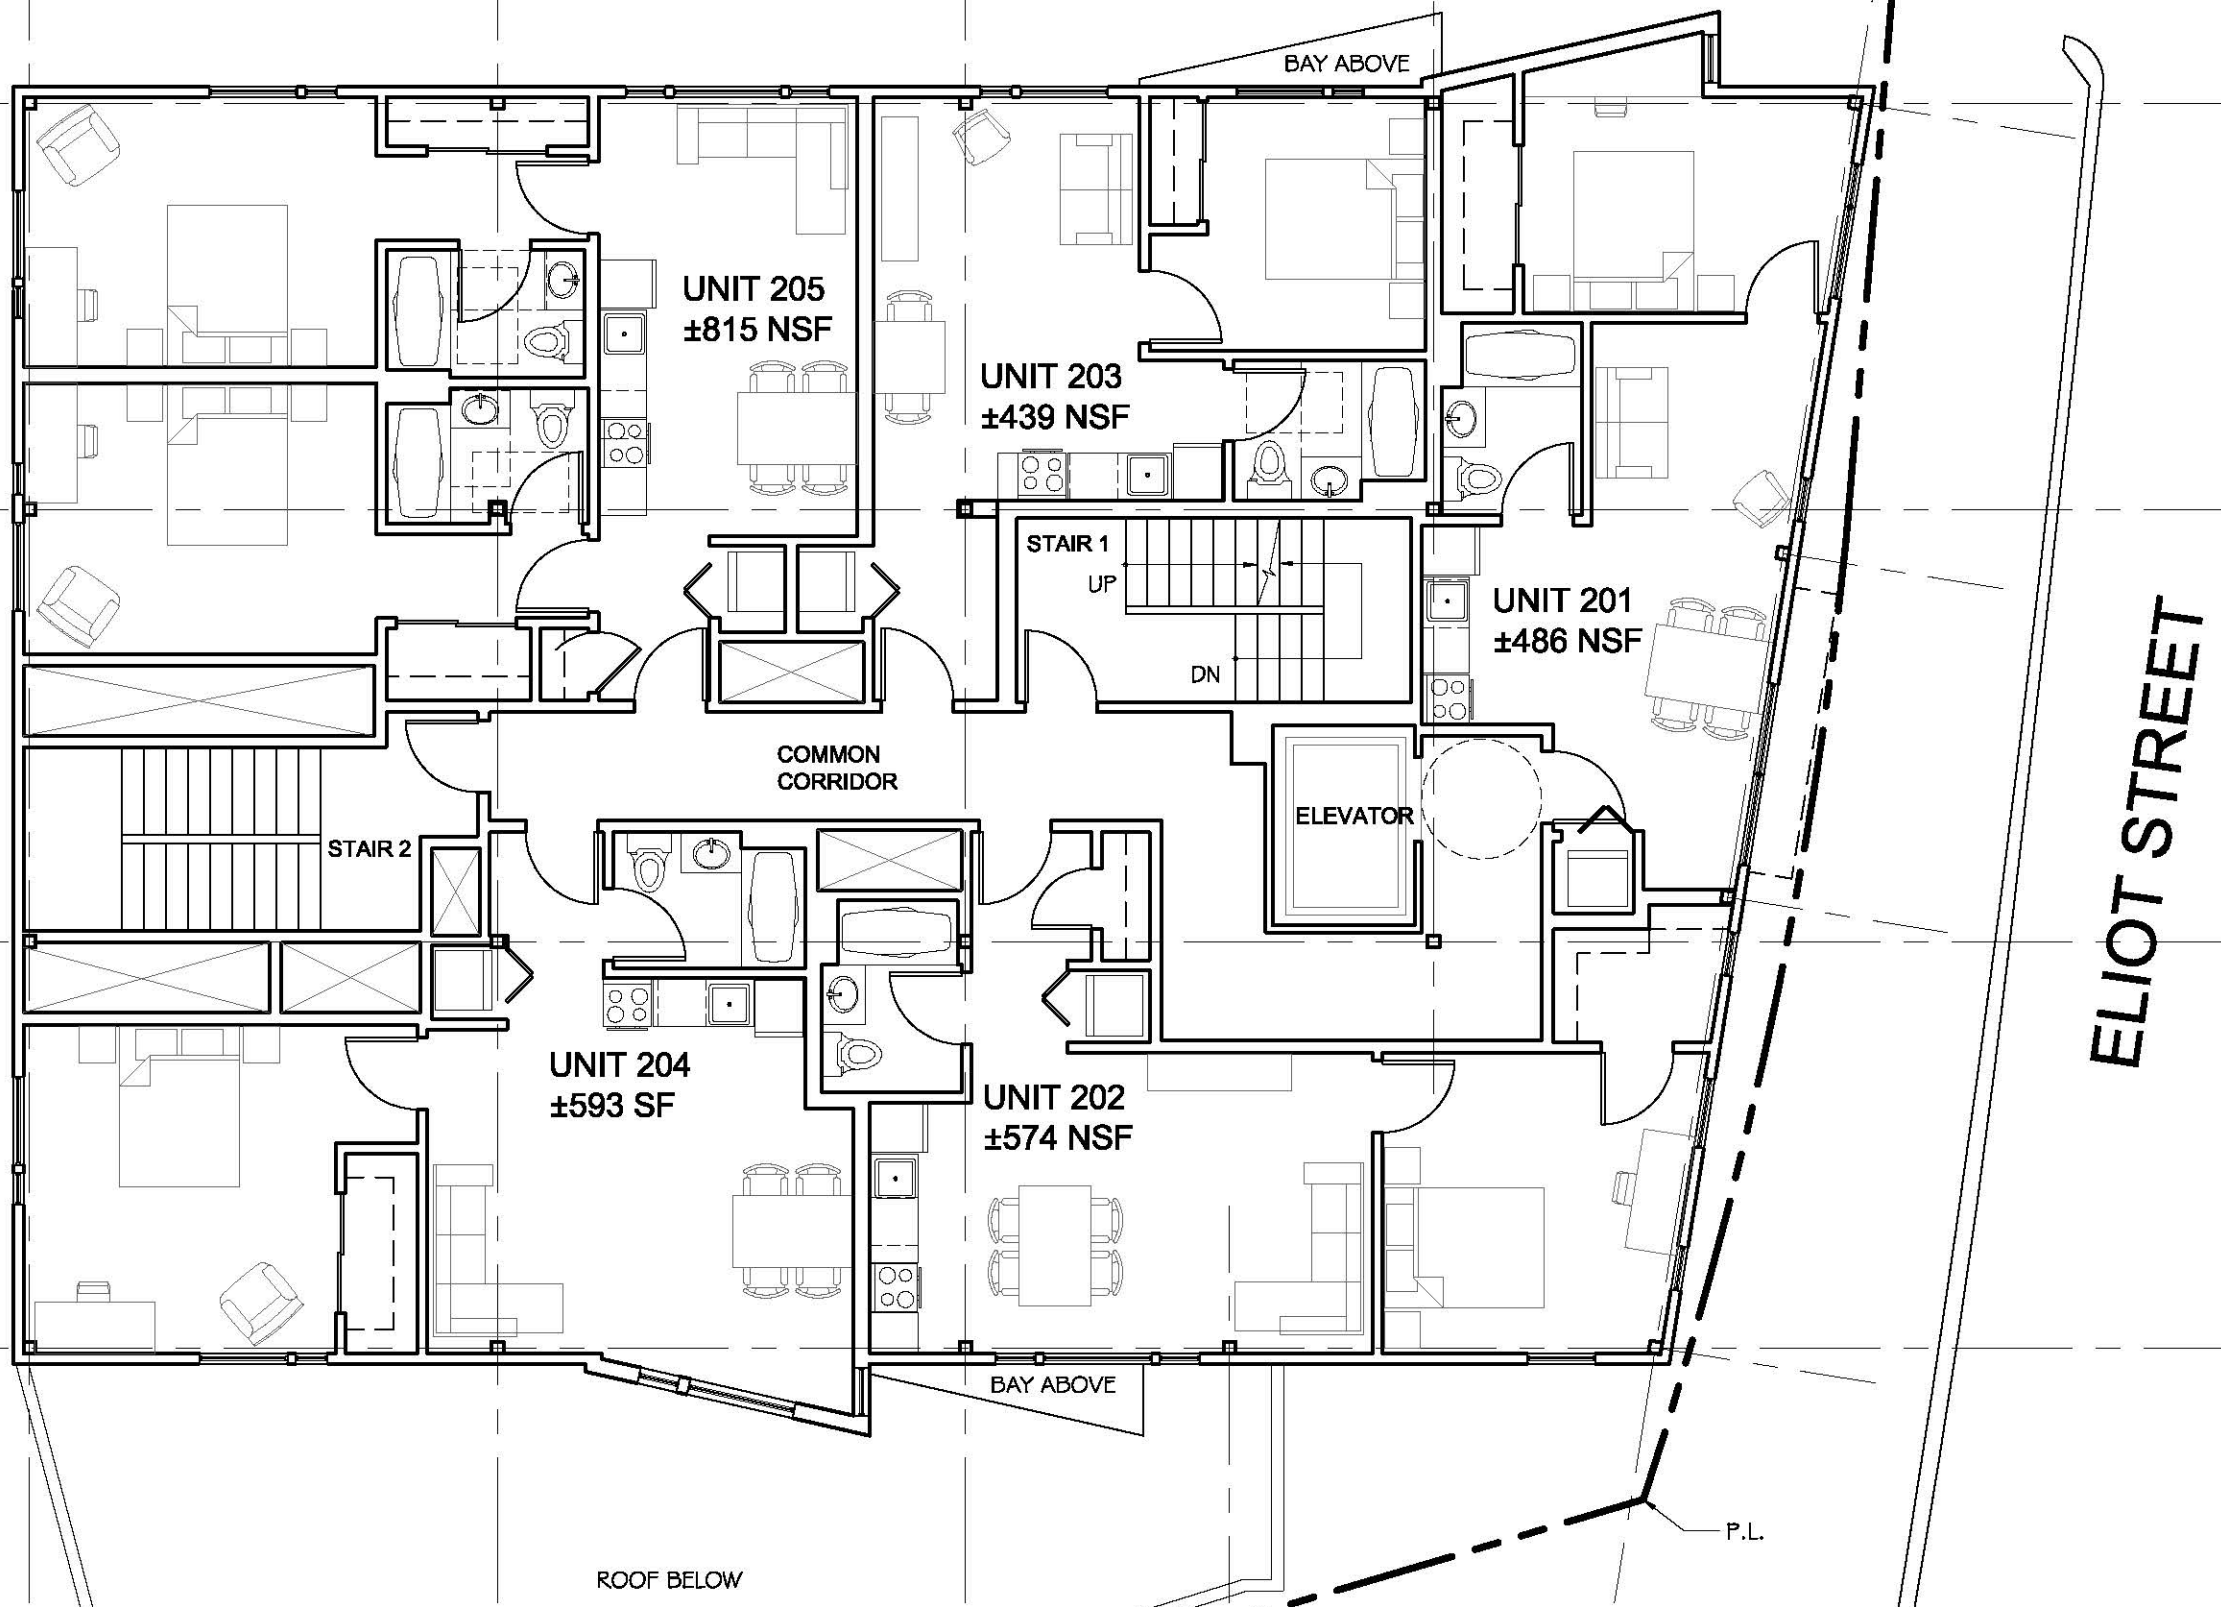 BAY ABOVE
UNIT 205
±815 NSF
UNIT 203
±439 NSF
STAIR 1
UP
DN
UNIT 201
±486 NSF
ELIOT STREET
COMMON
CORRIDOR
ELEVATOR
STAIR 2
UNIT 204
±593 SF
UNIT 202
±574 NSF
BAY ABOVE
P.L.
ROOF BELOW